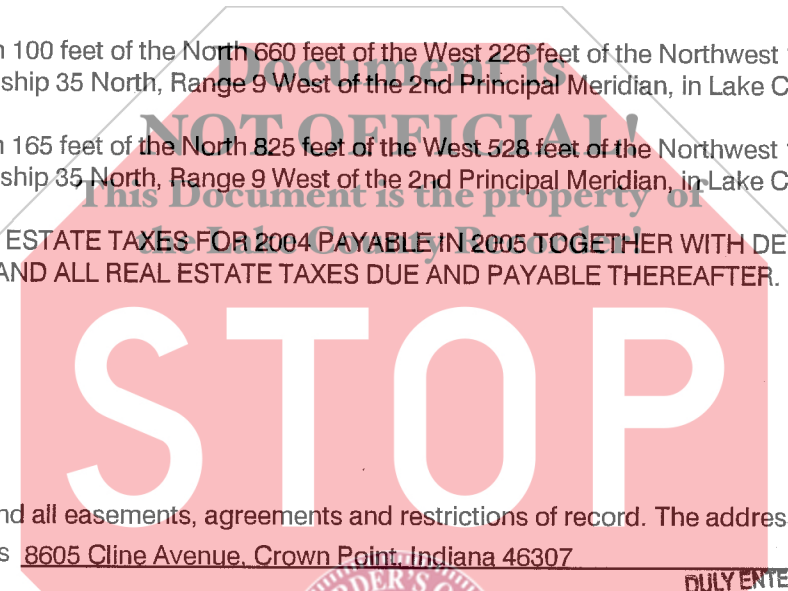 100 feet of the North 660 feet of the West 226 feet of the Northwest
ship 35 North, Range 9 West of the 2nd Principal Meridian, in Lake C
165 feet of the North 825 feet of the West 528 feet of the Northwest
ship 35 North, Range 9 West of the 2nd Principal Meridian, in Lake C
ESTATE TAXES FOR 2004 PAYABLE IN 2005 TOGETHER WITH DE
AND ALL REAL ESTATE TAXES DUE AND PAYABLE THEREAFTER.
Document is
NOT OFFICIAL!
This Document is the property of
the Lake County Recorder!
STOP
nd all easements, agreements and restrictions of record. The addres
s 8605 Cline Avenue, Crown Point, Indiana 46307
DULY ENTE
RDER'S O